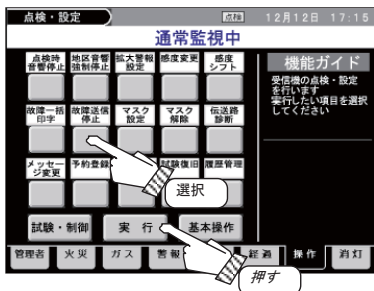 点検・設定 点検 12月12日 17:15
通常監視中
点検時
音響停止
地区音響
強制停止
拡大警報
設定
感度変更
感度
シフト
機能ガイド
受信機の点検・設定
を行います
実行したい項目を選択
してください
故障一括
印字
故障送信
停止
マスク
設定
マスク
解除
伝送路
診断
メッセー
ジ変更
予約登録
試験復旧
履歴管理
選択
試験・制御
実 行
基本操作
管理者
火災
ガス
警報
経過
操作
消灯
押す